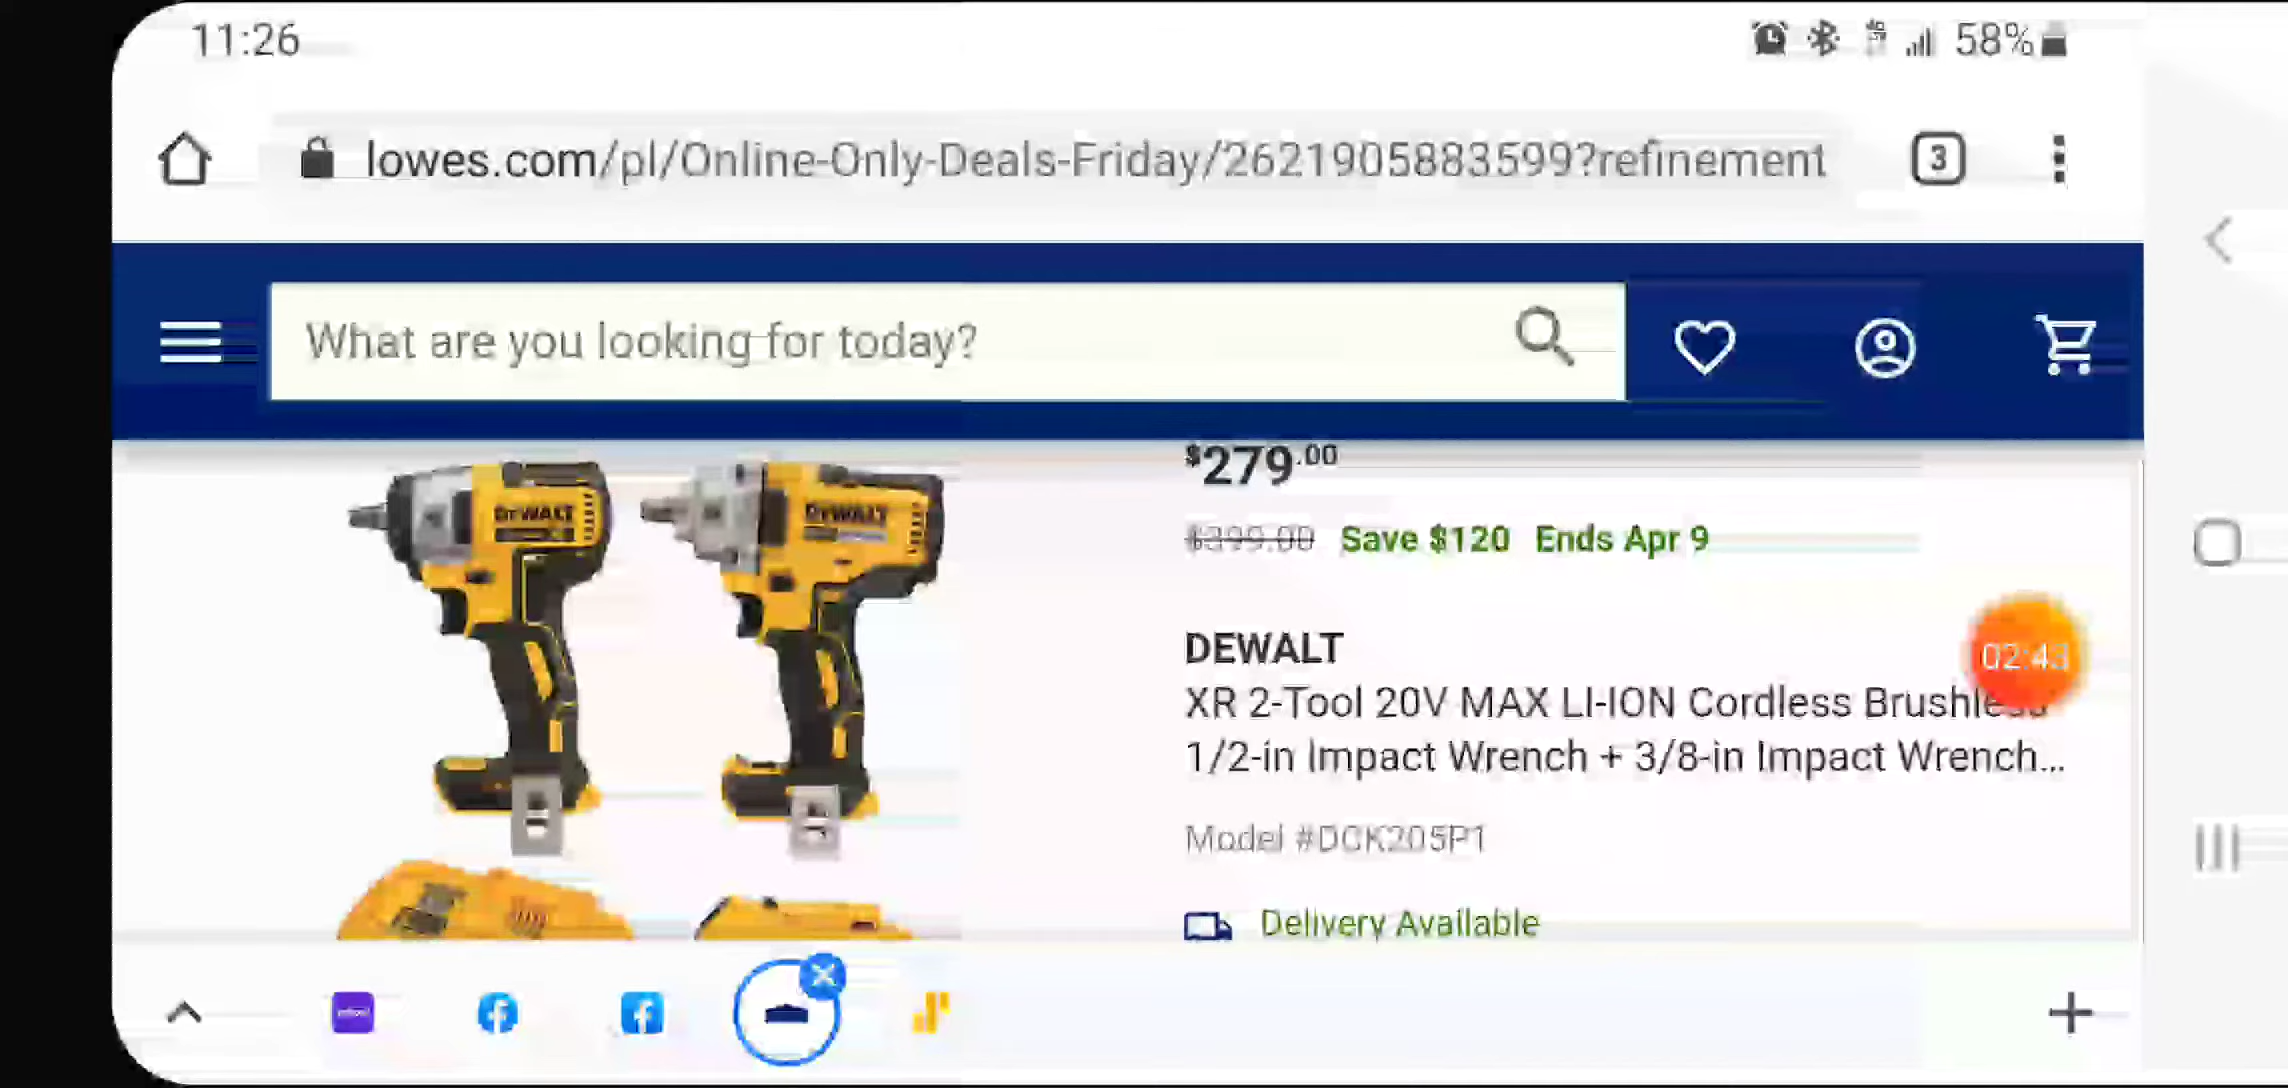 11:26
58%
lowes.com/pl/Online-Only-Deals-Friday/2621905883599?refinement
3
What are you looking for today?
$279.00
$399.00 Save $120 Ends Apr 9
DEWALT
DEWALT
DEWALT
02:43
XR 2-Tool 20V MAX LI-ION Cordless Brushless
1/2-in Impact Wrench + 3/8-in Impact Wrench...
Model #DCK205P1
Delivery Available